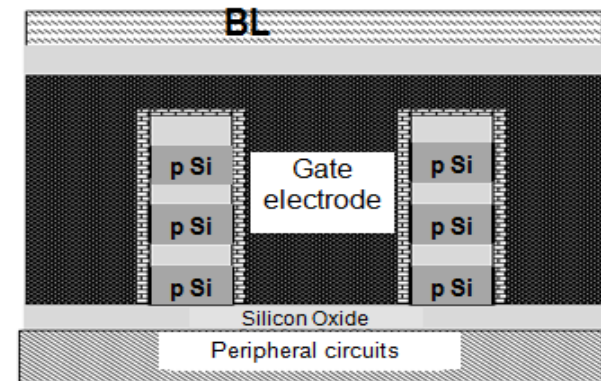 BL
p Si
p Si
Gate
electrode
p Si
p Si
p Si
p Si
Silicon Oxide
Peripheral circuits